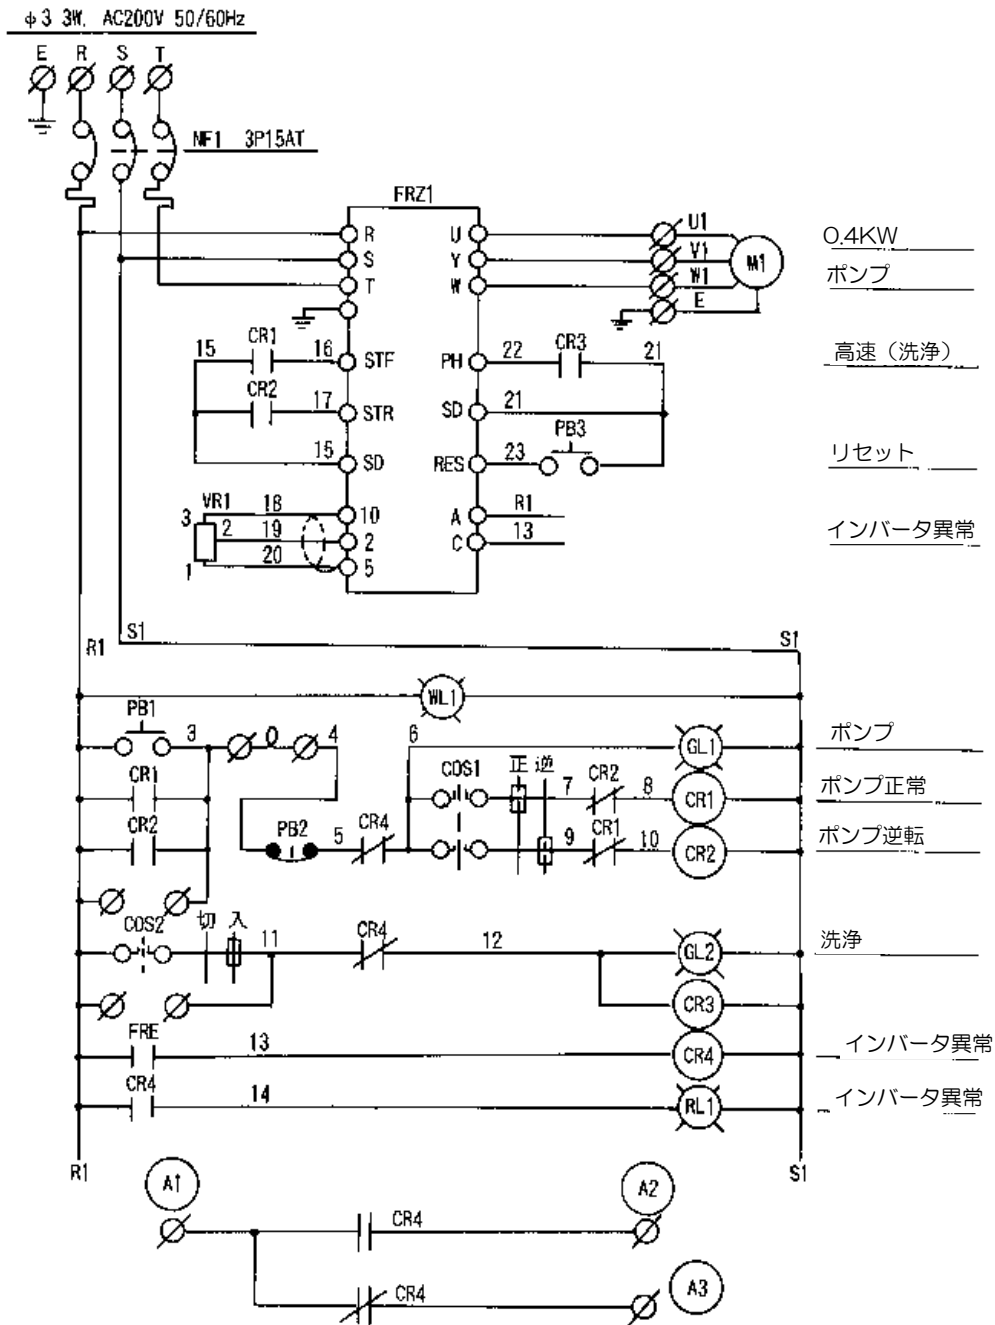 φ3 3W. AC200V 50/60Hz
E R S T
NF1 3P15AT
FRZ1
R U U1
S Y V1 M1
T W W1
E
0.4KW
ポンプ
15 CR1 16 STF PH 22 CR3 21
高速（洗浄）
CR2 17 STR SD 21
PB3
15 SD RES 23
リセット
VR1 18 10 A R1
3 2 19 2 C 13
1 20 5
インバータ異常
R1 S1 S1
WL1
PB1 3 0 4 6 GL1
ポンプ
CR1 COS1 正 逆 7 CR2 8 CR1
ポンプ正常
CR2 PB2 5 CR4 9 CR1 10 CR2
ポンプ逆転
COS2 切 入 11 CR4 12 GL2
洗浄
CR3
FRE 13 CR4
インバータ異常
CR4 14 RL1
インバータ異常
R1 S1
A1 A2
CR4
CR4 A3